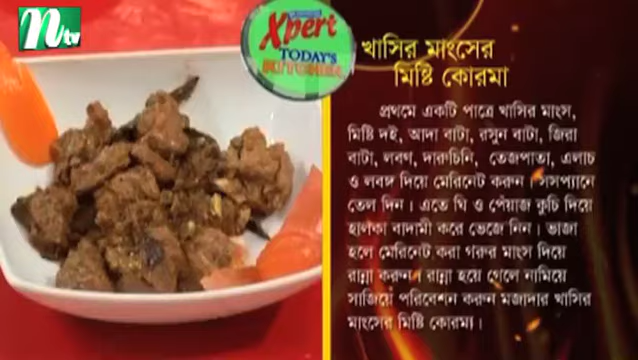 Ntv
Xpert
TODAY'S
KITCHEN
খাসির মাংসের
মিষ্টি কোরমা
প্রথমে একটি পাত্রে খাসির মাংস,
মিষ্টি দই, আদা বাটা, রসুন বাটা, জিরা
বাটা, লবণ, দারুচিনি, তেজপাতা, এলাচ
ও লবঙ্গ দিয়ে মেরিনেট করুন। সসপ্যানে
তেল দিন। এতে ঘি ও পেঁয়াজ কুচি দিয়ে
হালকা বাদামী করে ভেজে নিন। ভাজা
হলে মেরিনেট করা গরুর মাংস দিয়ে
রান্না করুন। রান্না হয়ে গেলে নামিয়ে
সাজিয়ে পরিবেশন করুন মজাদার খাসির
মাংসের মিষ্টি কোরমা।